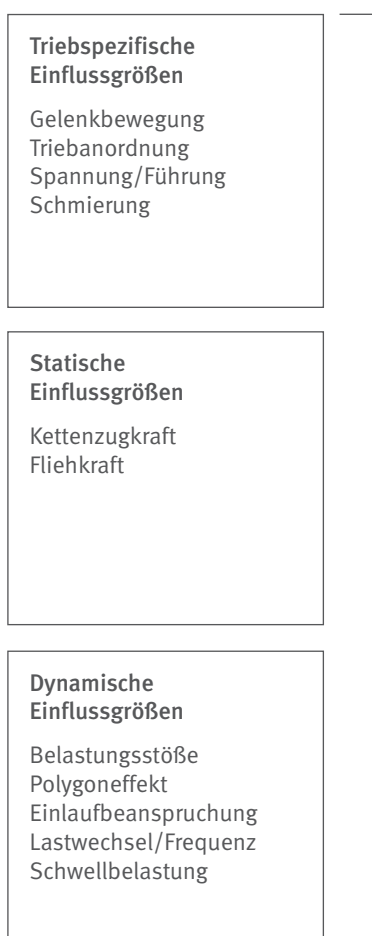 Triebspezifische
Einflussgrößen
Gelenkbewegung
Triebanordnung
Spannung/Führung
Schmierung
Statische
Einflussgrößen
Kettenzugkraft
Fliehkraft
Dynamische
Einflussgrößen
Belastungsstöße
Polygoneffekt
Einlaufbeanspruchung
Lastwechsel/Frequenz
Schwellbelastung